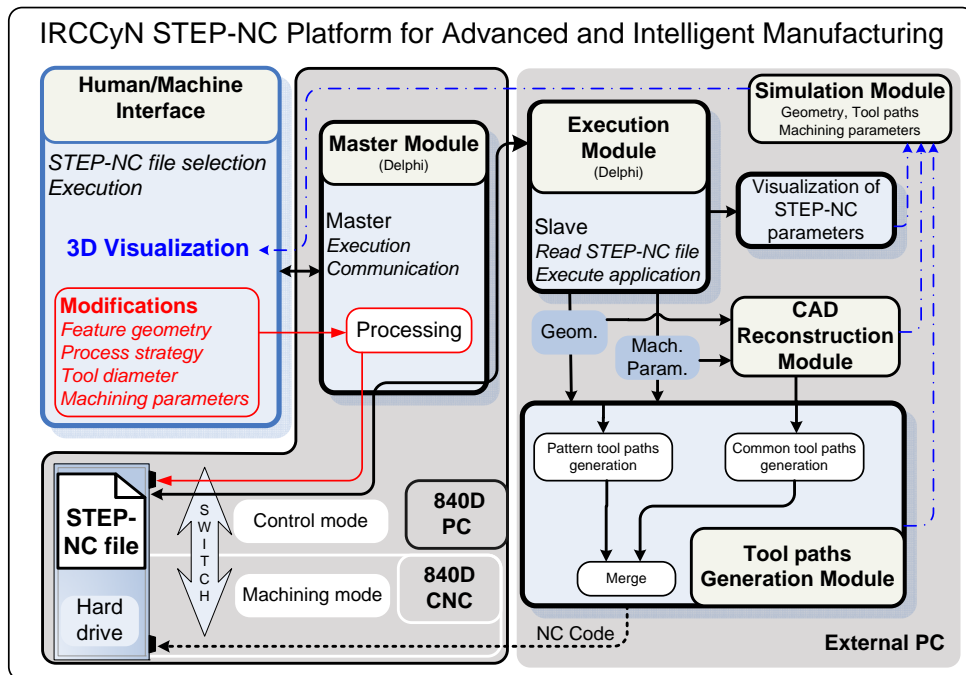 IRCCyN STEP-NC Platform for Advanced and Intelligent Manufacturing
Human/Machine
Interface
STEP-NC file selection
Execution
3D Visualization
Modifications
Feature geometry
Process strategy
Tool diameter
Machining parameters
Master Module
(Delphi)
Master
Execution
Communication
Processing
Execution
Module
(Delphi)
Slave
Read STEP-NC file
Execute application
Simulation Module
Geometry, Tool paths
Machining parameters
Visualization of
STEP-NC
parameters
Geom.
Mach.
Param.
CAD
Reconstruction
Module
Pattern tool paths
generation
Common tool paths
generation
Merge
Tool paths
Generation Module
External PC
NC Code
STEP-
NC file
Hard
drive
SWITCH
Control mode
Machining mode
840D
PC
840D
CNC